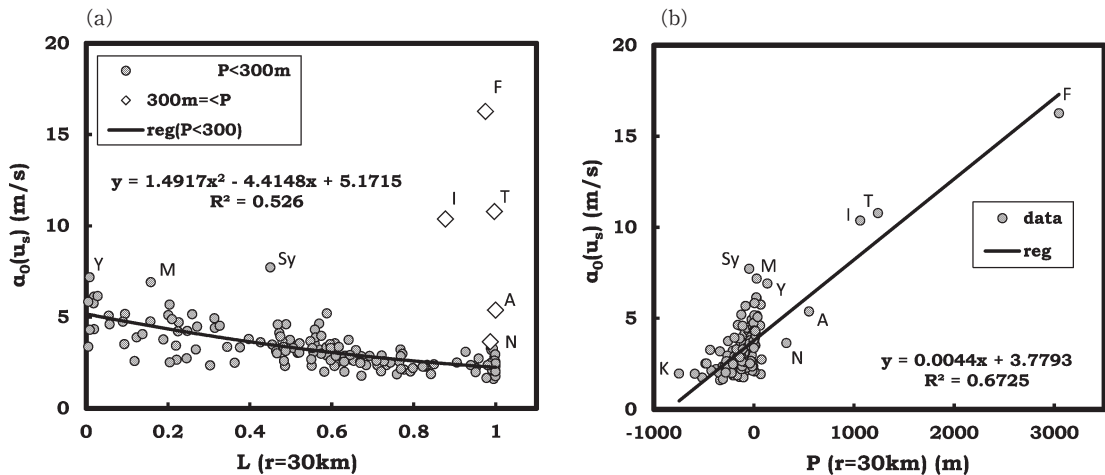 (a)
20
15
10
5
0
α₀(uₛ) (m/s)
P<300m
300m=<P
reg(P<300)
y = 1.4917x² - 4.4148x + 5.1715
R² = 0.526
F
I
T
Y
M
Sy
A
N
0 0.2 0.4 0.6 0.8 1
L (r=30km)
(b)
20
15
10
5
0
α₀(uₛ) (m/s)
F
T
I
data
reg
Sy
M
Y
A
N
K
y = 0.0044x + 3.7793
R² = 0.6725
-1000 0 1000 2000 3000
P (r=30km) (m)